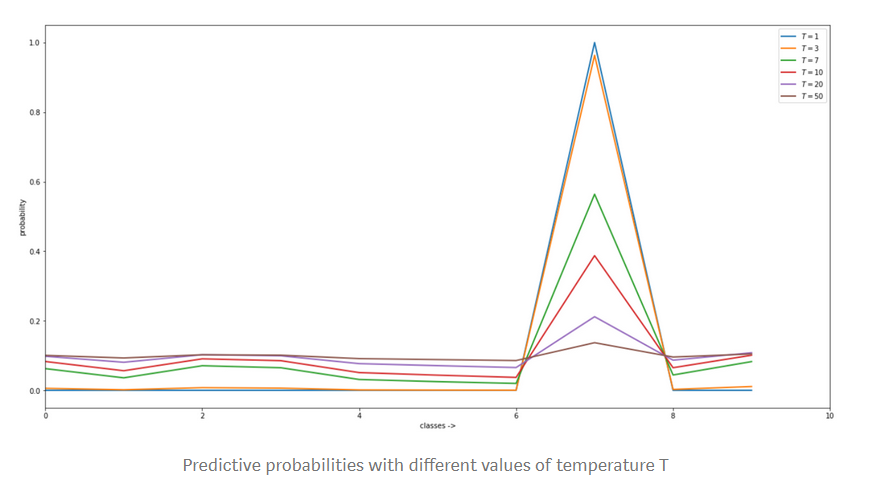 T = 1
T = 3
T = 7
T = 10
T = 20
T = 50
probability
1.0
0.8
0.6
0.4
0.2
0.0
0 2 4 6 8 10
classes ->
Predictive probabilities with different values of temperature T